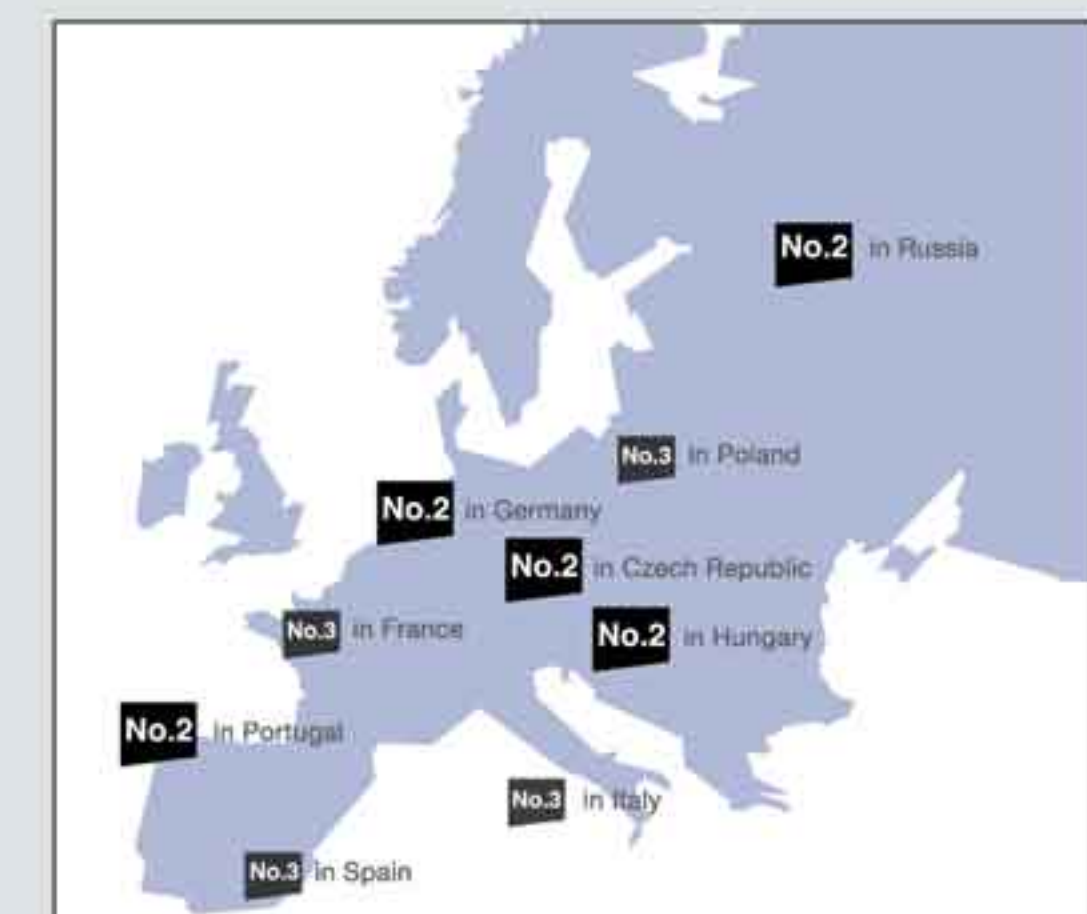 No.2 in Russia
No.3 in Poland
No.2 in Germany
No.2 in Czech Republic
No.3 in France
No.2 in Hungary
No.2 in Portugal
No.3 in Italy
No.3 in Spain